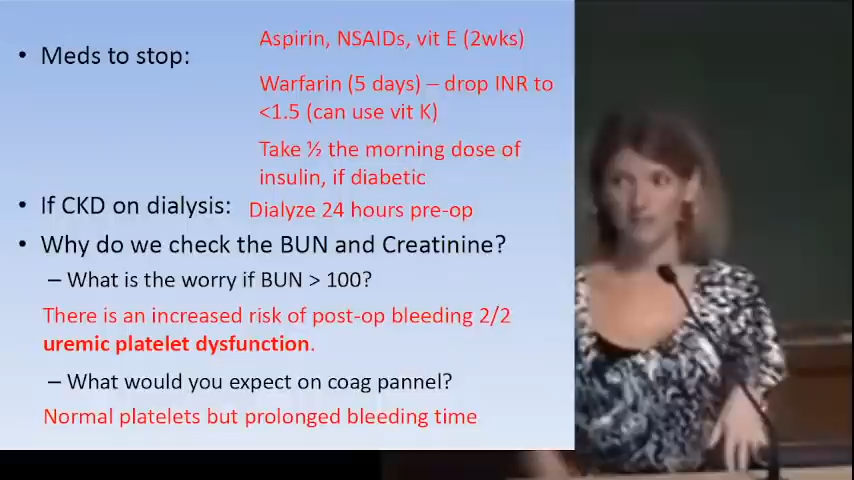 • Meds to stop:
Aspirin, NSAIDs, vit E (2wks)
Warfarin (5 days) – drop INR to
<1.5 (can use vit K)
Take ½ the morning dose of
insulin, if diabetic
• If CKD on dialysis: Dialyze 24 hours pre-op
• Why do we check the BUN and Creatinine?
– What is the worry if BUN > 100?
There is an increased risk of post-op bleeding 2/2
uremic platelet dysfunction.
– What would you expect on coag pannel?
Normal platelets but prolonged bleeding time